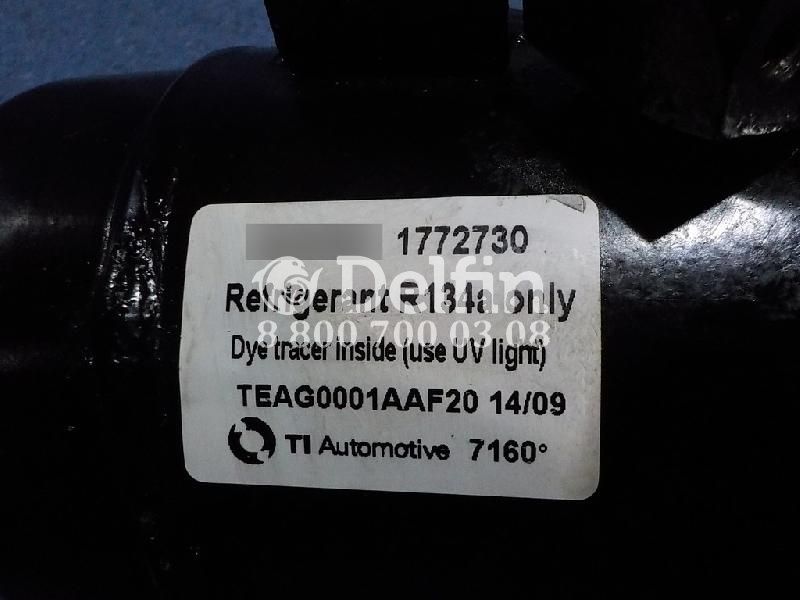 1772730
Delfin
Refrigerant R134a only
8 800 700 03 08
Dye tracer inside (use UV light)
TEAG0001AAF20 14/09
TI Automotive 7160°